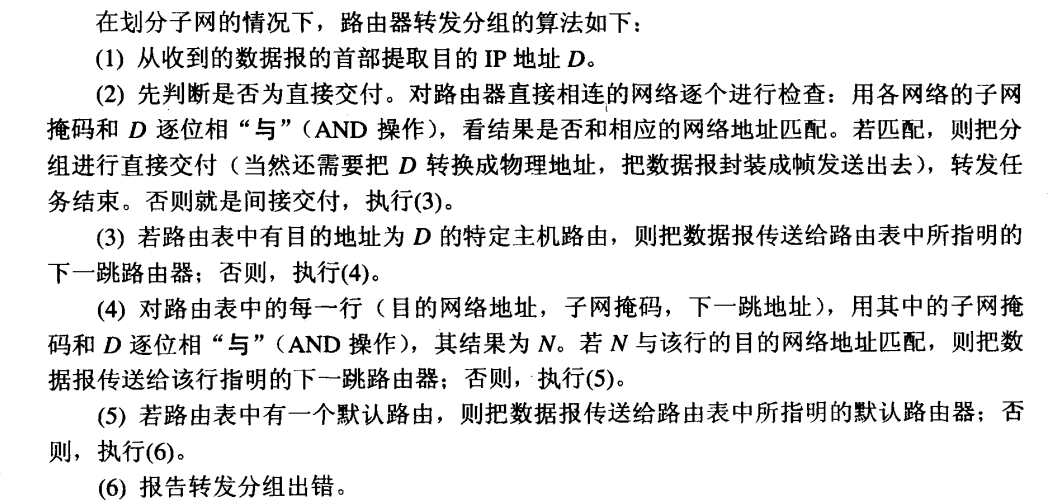 在划分子网的情况下，路由器转发分组的算法如下：
(1) 从收到的数据报的首部提取目的 IP 地址 D。
(2) 先判断是否为直接交付。对路由器直接相连的网络逐个进行检查：用各网络的子网
掩码和 D 逐位相“与”（AND 操作），看结果是否和相应的网络地址匹配。若匹配，则把分
组进行直接交付（当然还需要把 D 转换成物理地址，把数据报封装成帧发送出去），转发任
务结束。否则就是间接交付，执行(3)。
(3) 若路由表中有目的地址为 D 的特定主机路由，则把数据报传送给路由表中所指明的
下一跳路由器；否则，执行(4)。
(4) 对路由表中的每一行（目的网络地址，子网掩码，下一跳地址），用其中的子网掩
码和 D 逐位相“与”（AND 操作），其结果为 N。若 N 与该行的目的网络地址匹配，则把数
据报传送给该行指明的下一跳路由器；否则，执行(5)。
(5) 若路由表中有一个默认路由，则把数据报传送给路由表中所指明的默认路由器；否
则，执行(6)。
(6) 报告转发分组出错。